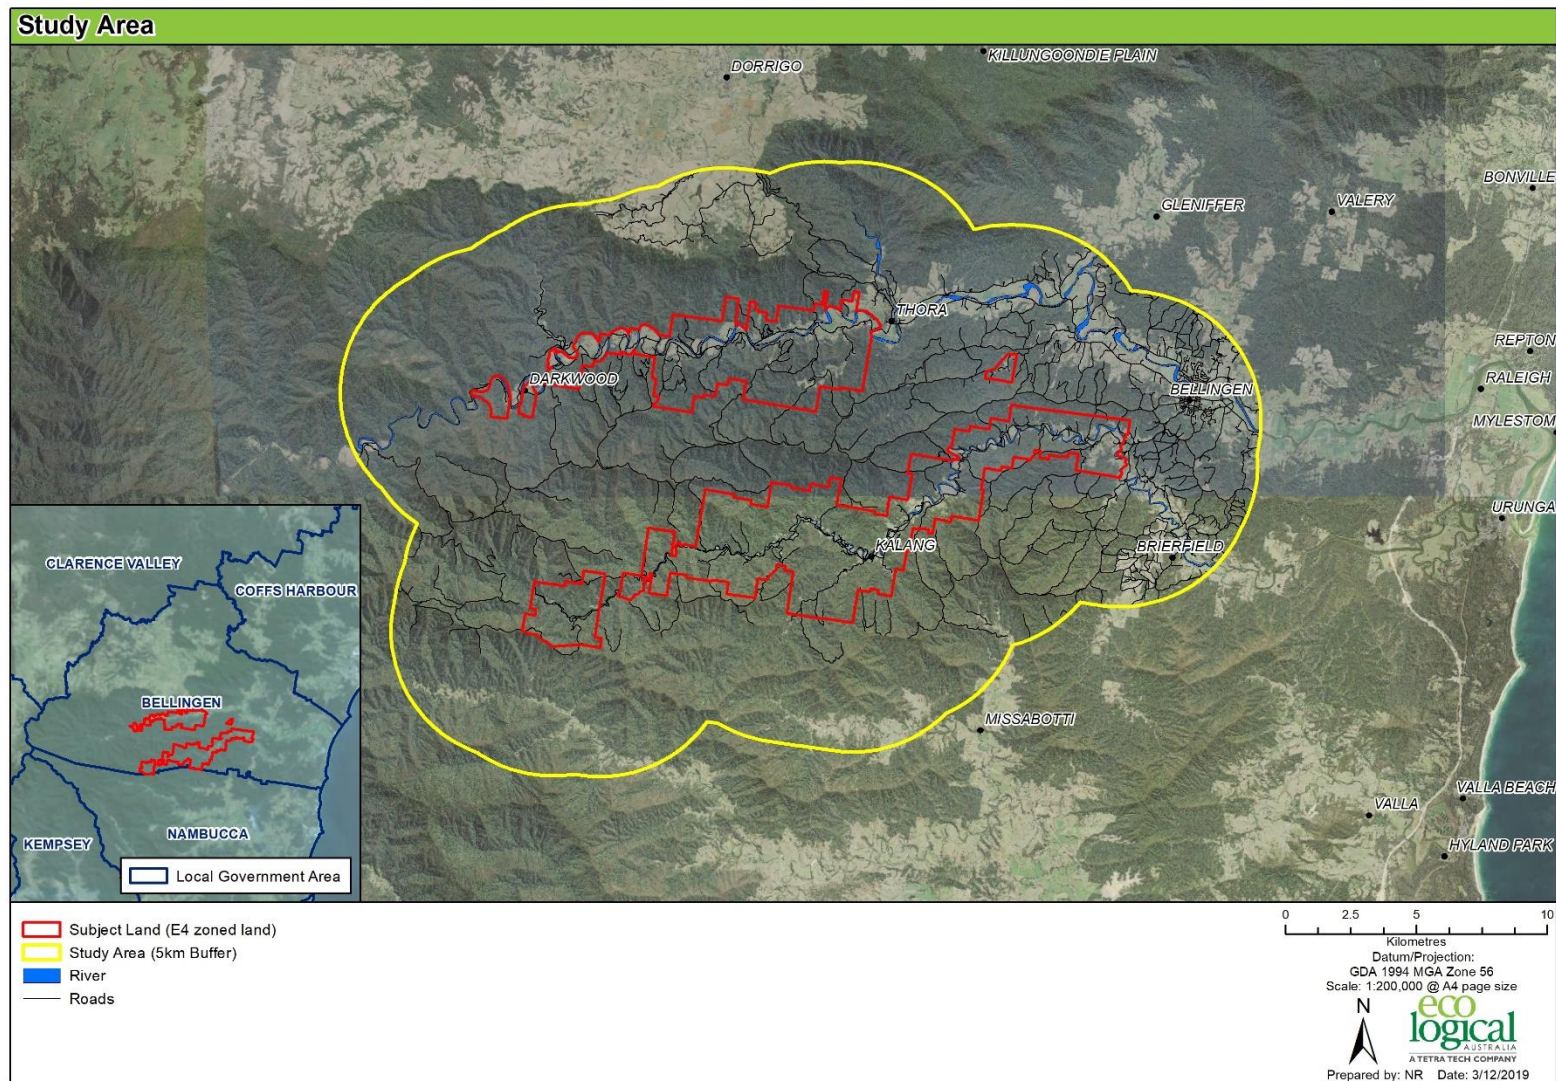 Study Area
KILLUNGOONDIE PLAIN
DORRIGO
BONVILLE
GLENIFFER
VALERY
THORA
REPTON
DARKWOOD
BELLINGEN
RALEIGH
MYLESTOM
URUNGA
KALANG
BRIERFIELD
MISSABOTTI
VALLA BEACH
VALLA
HYLAND PARK
CLARENCE VALLEY
COFFS HARBOUR
BELLINGEN
NAMBUCCA
KEMPSEY
Local Government Area
Subject Land (E4 zoned land)
Study Area (5km Buffer)
River
Roads
0 2.5 5 10
Kilometres
Datum/Projection:
GDA 1994 MGA Zone 56
Scale: 1:200,000 @ A4 page size
N
eco
logical
AUSTRALIA
A TETRA TECH COMPANY
Prepared by: NR Date: 3/12/2019